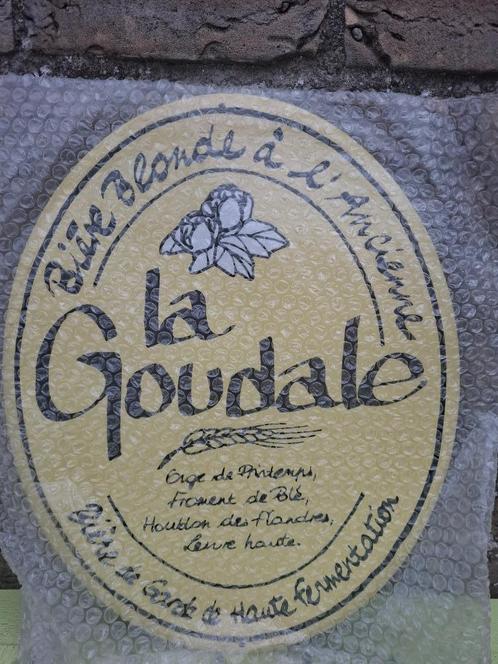 Bière Blonde à l'Ancienne
la
Goudale
Orge de Printemps,
Froment de Blé,
Houblon des Flandres,
Levure haute.
Bière de Garde de Haute Fermentation